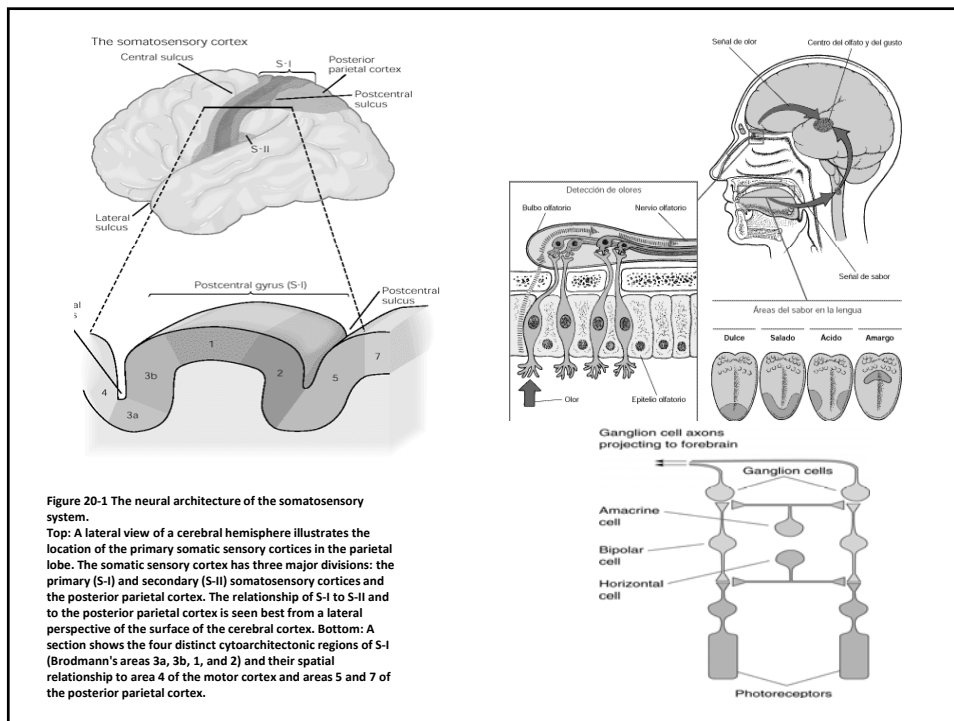 The somatosensory cortex
Central sulcus
S-I
Posterior
parietal cortex
Postcentral
sulcus
S-II
Lateral
sulcus
Postcentral gyrus (S-I)
Postcentral
sulcus
1
7
3b
2
5
4
3a
Figure 20-1 The neural architecture of the somatosensory
system.
Top: A lateral view of a cerebral hemisphere illustrates the
location of the primary somatic sensory cortices in the parietal
lobe. The somatic sensory cortex has three major divisions: the
primary (S-I) and secondary (S-II) somatosensory cortices and
the posterior parietal cortex. The relationship of S-I to S-II and
to the posterior parietal cortex is seen best from a lateral
perspective of the surface of the cerebral cortex. Bottom: A
section shows the four distinct cytoarchitectonic regions of S-I
(Brodmann's areas 3a, 3b, 1, and 2) and their spatial
relationship to area 4 of the motor cortex and areas 5 and 7 of
the posterior parietal cortex.
Señal de olor
Centro del olfato y del gusto
Detección de olores
Bulbo olfatorio
Nervio olfatorio
Olor
Epitelio olfatorio
Señal de sabor
Áreas del sabor en la lengua
Dulce
Salado
Ácido
Amargo
Ganglion cell axons
projecting to forebrain
Ganglion cells
Amacrine
cell
Bipolar
cell
Horizontal
cell
Photoreceptors